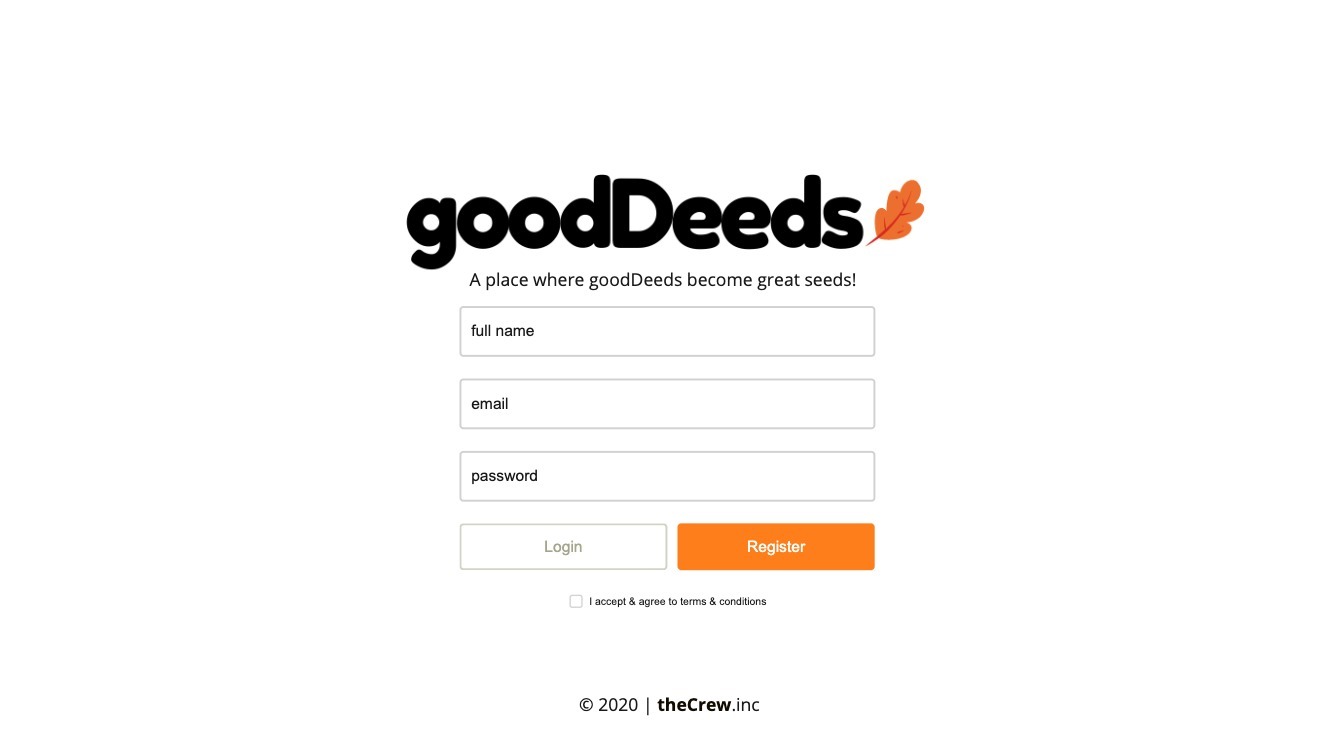 goodDeeds
A place where goodDeeds become great seeds!
full name
email
password
Login
Register
I accept & agree to terms & conditions
© 2020 | theCrew.inc